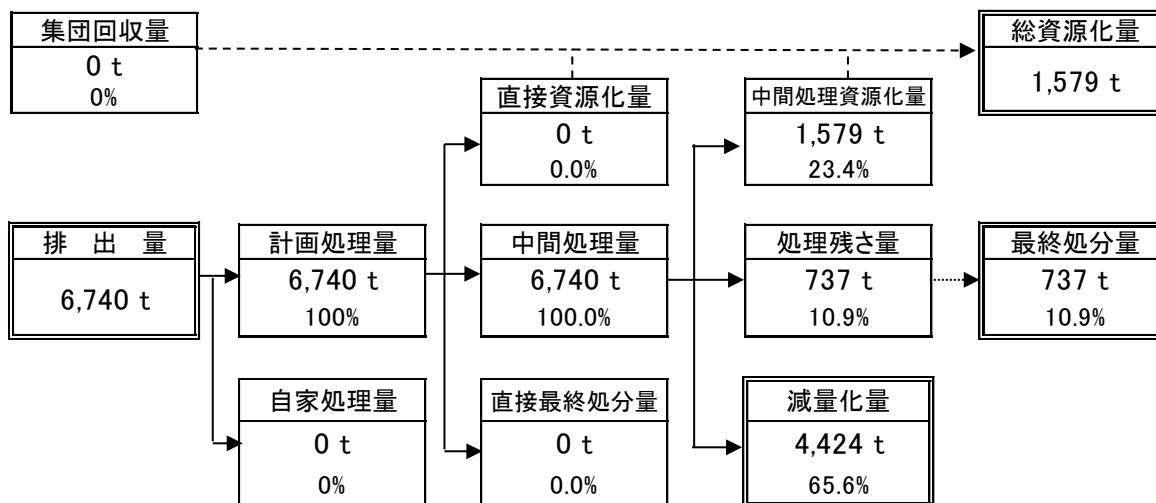 集団回収量
0 t
0%
総資源化量
1,579 t
直接資源化量
0 t
0.0%
中間処理資源化量
1,579 t
23.4%
排 出 量
6,740 t
計画処理量
6,740 t
100%
中間処理量
6,740 t
100.0%
処理残さ量
737 t
10.9%
最終処分量
737 t
10.9%
自家処理量
0 t
0%
直接最終処分量
0 t
0.0%
減量化量
4,424 t
65.6%